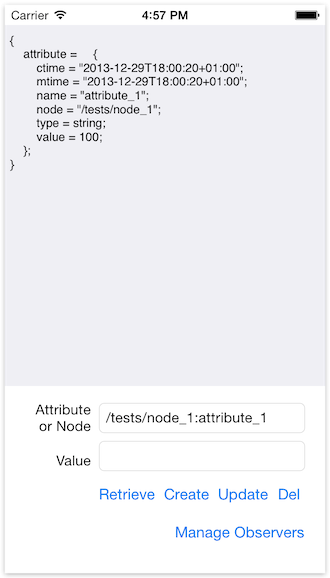 Carrier 4:57 PM
{
attribute = {
ctime = "2013-12-29T18:00:20+01:00";
mtime = "2013-12-29T18:00:20+01:00";
name = "attribute_1";
node = "/tests/node_1";
type = string;
value = 100;
};
}
Attribute
or Node
/tests/node_1:attribute_1
Value
Retrieve Create Update Del
Manage Observers